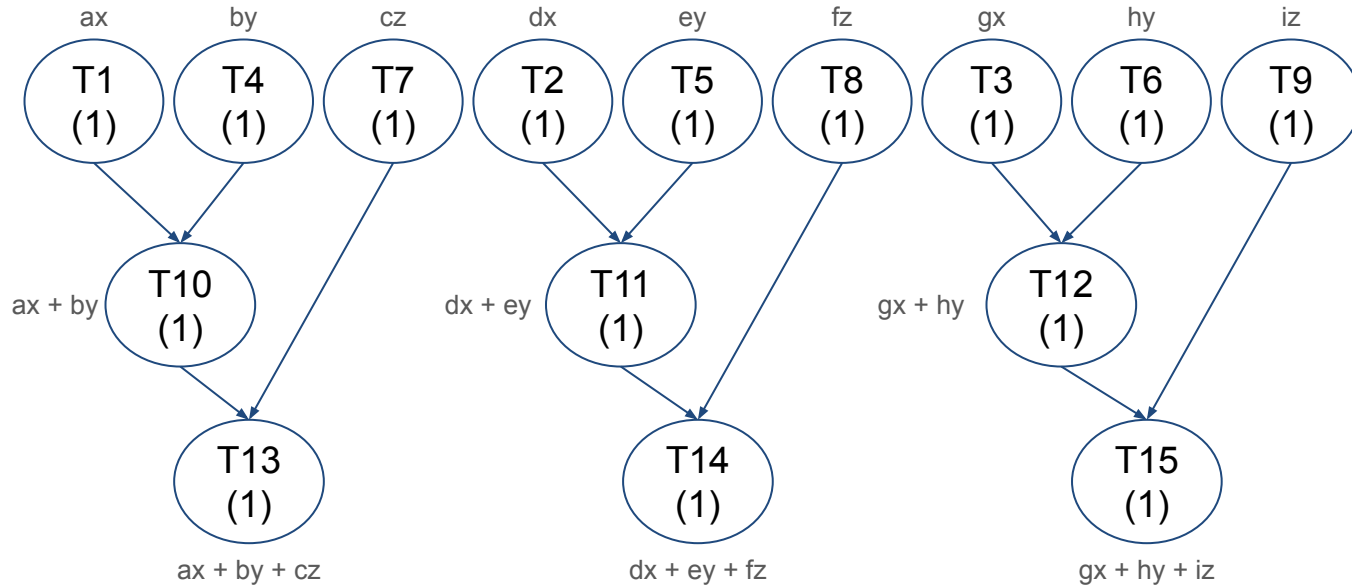 ax by cz dx ey fz gx hy iz
T1 T4 T7 T2 T5 T8 T3 T6 T9
(1) (1) (1) (1) (1) (1) (1) (1) (1)
T10 T11 T12
ax + by dx + ey gx + hy
(1) (1) (1)
T13 T14 T15
(1) (1) (1)
ax + by + cz dx + ey + fz gx + hy + iz